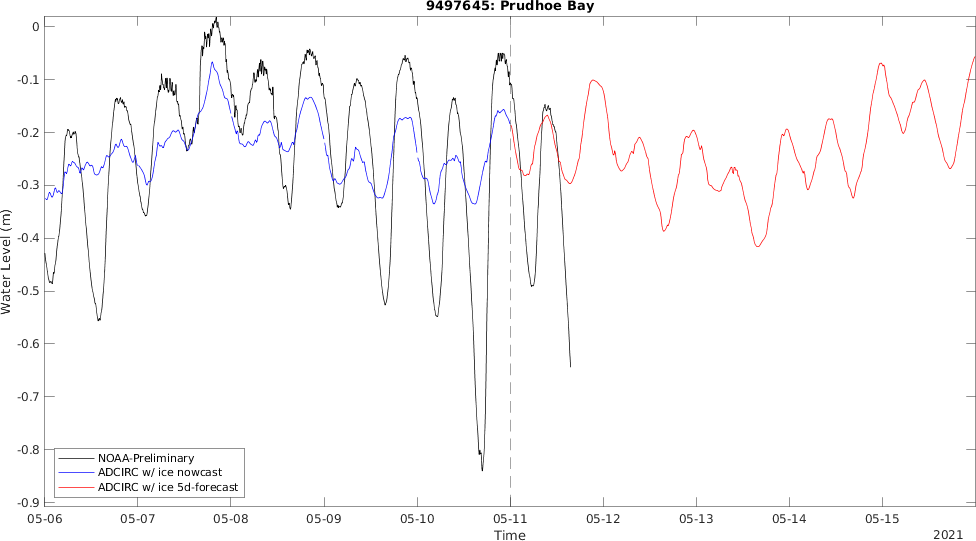 9497645: Prudhoe Bay
0
-0.1
-0.2
-0.3
-0.4
-0.5
-0.6
-0.7
-0.8
-0.9
Water Level (m)
NOAA-Preliminary
ADCIRC w/ ice nowcast
ADCIRC w/ ice 5d-forecast
05-06 05-07 05-08 05-09 05-10 05-11 05-12 05-13 05-14 05-15
Time
2021